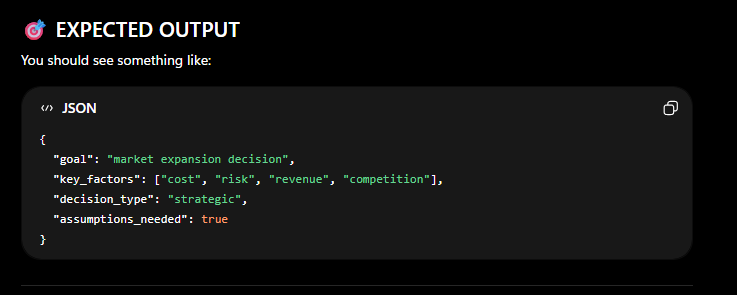 🎯 EXPECTED OUTPUT
You should see something like:
</> JSON
{
"goal": "market expansion decision",
"key_factors": ["cost", "risk", "revenue", "competition"],
"decision_type": "strategic",
"assumptions_needed": true
}